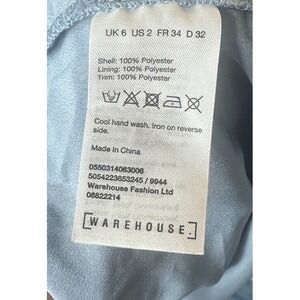 UK 6 US 2 FR 34 D 32
Shell: 100% Polyester
Lining: 100% Polyester
Trim: 100% Polyester
Cool hand wash. Iron on reverse
side.
Made In China
0550314063006
5054223653245 / 9944
Warehouse Fashion Ltd
06822214
[WAREHOUSE.]